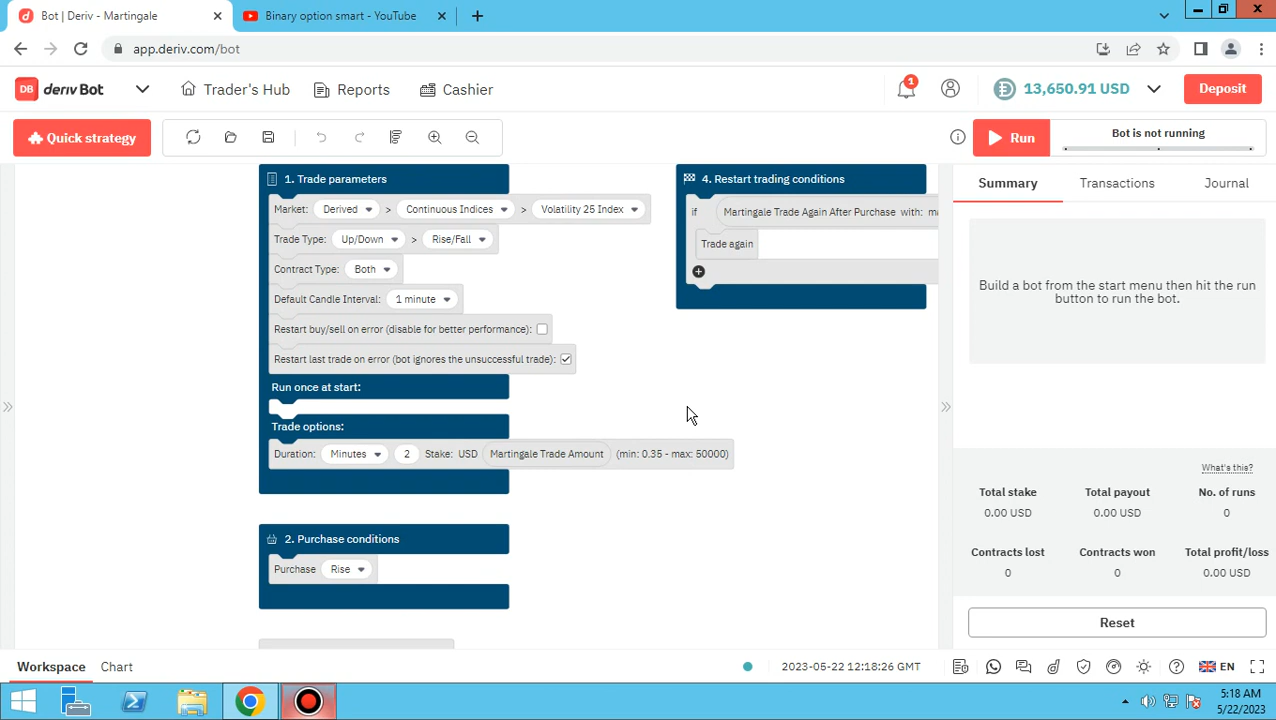 Bot | Deriv - Martingale
Binary option smart - YouTube
app.deriv.com/bot
DB deriv Bot
Trader's Hub
Reports
Cashier
1
13,650.91 USD
Deposit
Quick strategy
Run
Bot is not running
1. Trade parameters
Market: Derived > Continuous Indices > Volatility 25 Index
Trade Type: Up/Down > Rise/Fall
Contract Type: Both
Default Candle Interval: 1 minute
Restart buy/sell on error (disable for better performance):
Restart last trade on error (bot ignores the unsuccessful trade):
Run once at start:
Trade options:
Duration: Minutes 2 Stake: USD Martingale Trade Amount (min: 0.35 - max: 50000)
2. Purchase conditions
Purchase Rise
4. Restart trading conditions
if Martingale Trade Again After Purchase with: ma
Trade again
Summary
Transactions
Journal
Build a bot from the start menu then hit the run
button to run the bot.
What's this?
Total stake
Total payout
No. of runs
0.00 USD
0.00 USD
0
Contracts lost
Contracts won
Total profit/loss
0
0
0.00 USD
Reset
Workspace
Chart
2023-05-22 12:18:26 GMT
EN
5:18 AM
5/22/2023